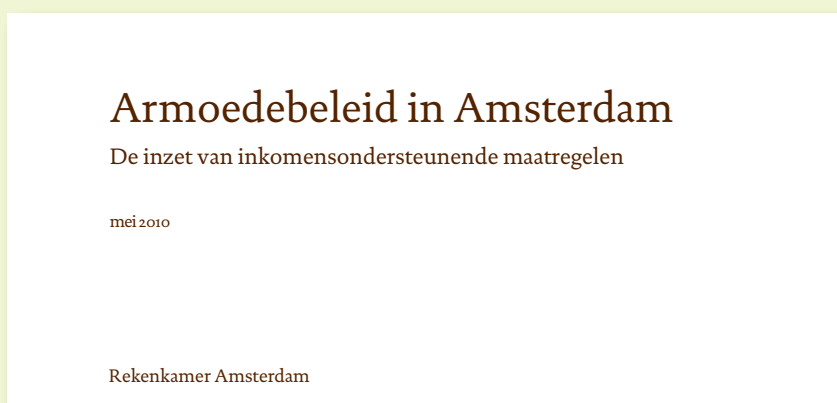 Armoedebeleid in Amsterdam
De inzet van inkomensondersteunende maatregelen
mei 2010
Rekenkamer Amsterdam